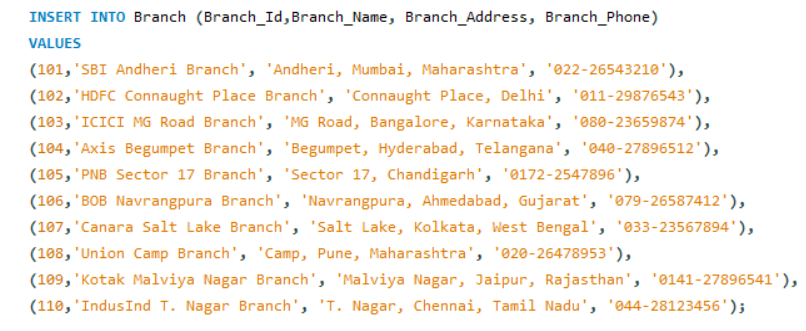 INSERT INTO Branch (Branch_Id,Branch_Name, Branch_Address, Branch_Phone)
VALUES
(101,'SBI Andheri Branch', 'Andheri, Mumbai, Maharashtra', '022-26543210'),
(102,'HDFC Connaught Place Branch', 'Connaught Place, Delhi', '011-29876543'),
(103,'ICICI MG Road Branch', 'MG Road, Bangalore, Karnataka', '080-23659874'),
(104,'Axis Begumpet Branch', 'Begumpet, Hyderabad, Telangana', '040-27896512'),
(105,'PNB Sector 17 Branch', 'Sector 17, Chandigarh', '0172-2547896'),
(106,'BOB Navrangpura Branch', 'Navrangpura, Ahmedabad, Gujarat', '079-26587412'),
(107,'Canara Salt Lake Branch', 'Salt Lake, Kolkata, West Bengal', '033-23567894'),
(108,'Union Camp Branch', 'Camp, Pune, Maharashtra', '020-26478953'),
(109,'Kotak Malviya Nagar Branch', 'Malviya Nagar, Jaipur, Rajasthan', '0141-27896541'),
(110,'IndusInd T. Nagar Branch', 'T. Nagar, Chennai, Tamil Nadu', '044-28123456');